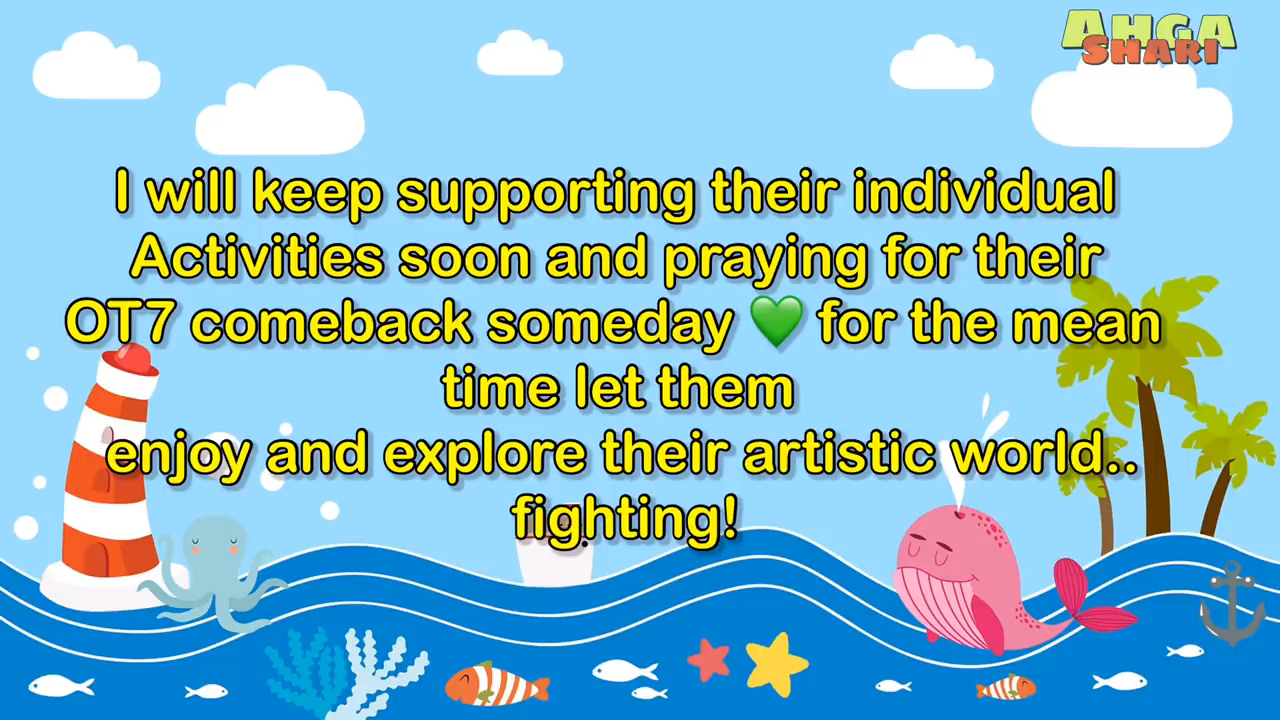 AHGA
SHARI
I will keep supporting their individual
Activities soon and praying for their
OT7 comeback someday 💚 for the mean
time let them
enjoy and explore their artistic world..
fighting!